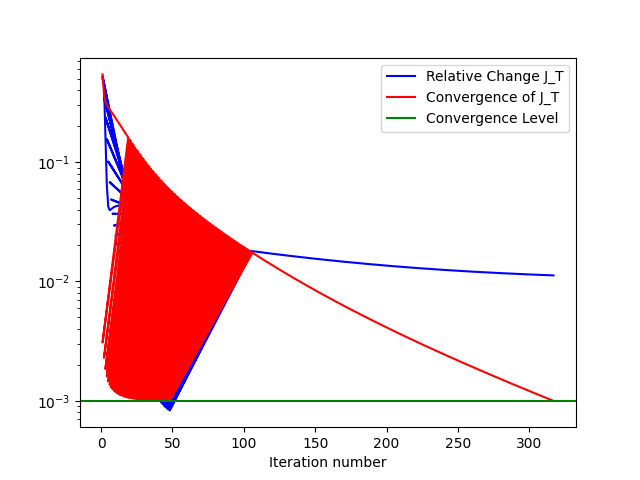 Relative Change J_T
Convergence of J_T
Convergence Level
10⁻¹
10⁻²
10⁻³
0 50 100 150 200 250 300
Iteration number